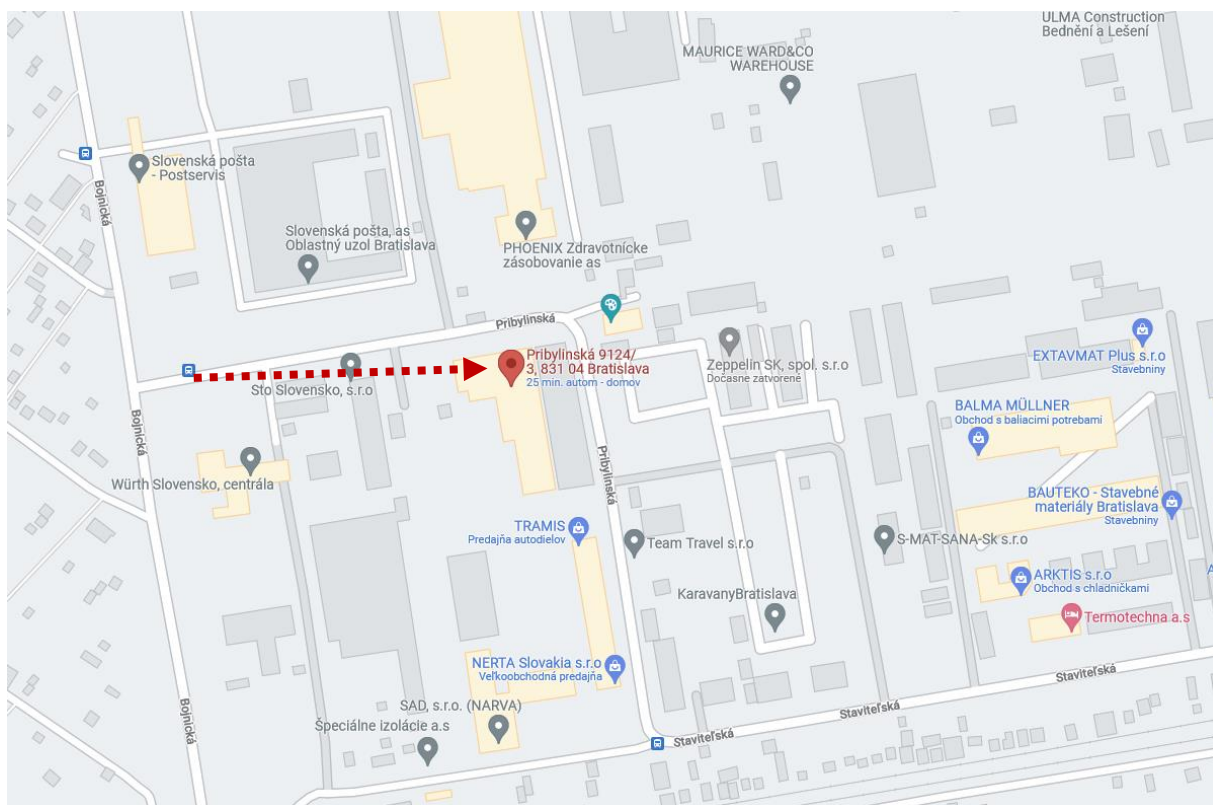 ULMA Construction
Bednění a Lešení
MAURICE WARD&CO
WAREHOUSE
Slovenská pošta
- Postservis
Bojnická
Slovenská pošta, as
Oblastný uzol Bratislava
PHOENIX Zdravotnícke
zásobovanie as
Pribylinská
Pribylinská 9124/
3, 831 04 Bratislava
25 min. autom - domov
Zeppelin SK, spol. s r.o
Dočasne zatvorené
EXTAVMAT Plus s.r.o
Stavebniny
Sto Slovensko, s.r.o
BALMA MÜLLNER
Obchod s baliacimi potrebami
Bojnická
Pribylinská
Würth Slovensko, centrála
BAUTEKO - Stavebné
materiály Bratislava
Stavebniny
TRAMIS
Predajňa autodielov
Team Travel s.r.o
S-MAT-SANA-Sk s.r.o
ARKTIS s.r.o
Obchod s chladničkami
A
KaravanyBratislava
Termotechna a.s
NERTA Slovakia s.r.o
Veľkoobchodná predajňa
Staviteľská
Bojnická
SAD, s.r.o. (NARVA)
Staviteľská
Špeciálne izolácie a.s
Staviteľská